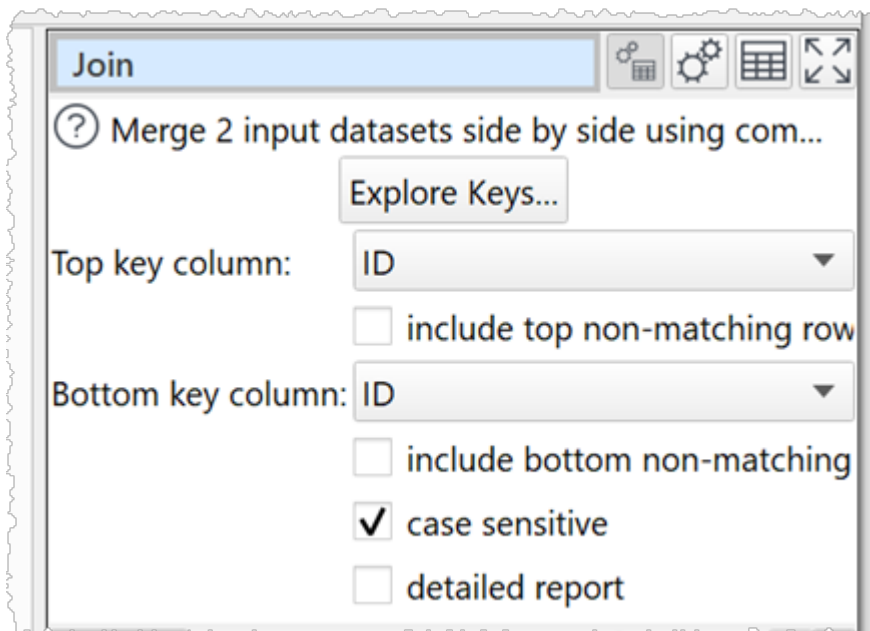 Join
Merge 2 input datasets side by side using com...
Explore Keys...
Top key column: ID
include top non-matching row
Bottom key column: ID
include bottom non-matching
case sensitive
detailed report